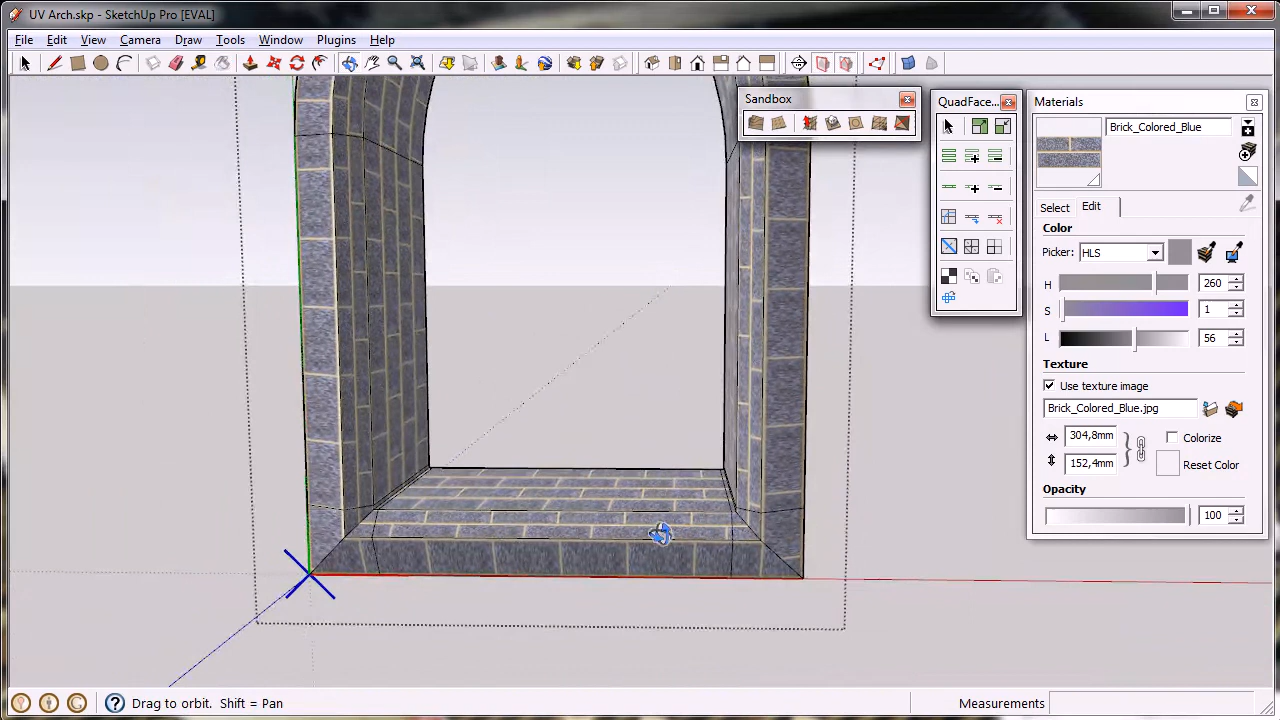 UV Arch.skp - SketchUp Pro [EVAL]
File Edit View Camera Draw Tools Window Plugins Help
Sandbox
QuadFace...
Materials
Brick_Colored_Blue
Select Edit
Color
Picker: HLS
H 260
S 1
L 56
Texture
Use texture image
Brick_Colored_Blue.jpg
304,8mm
Colorize
152,4mm
Reset Color
Opacity
100
Drag to orbit. Shift = Pan
Measurements